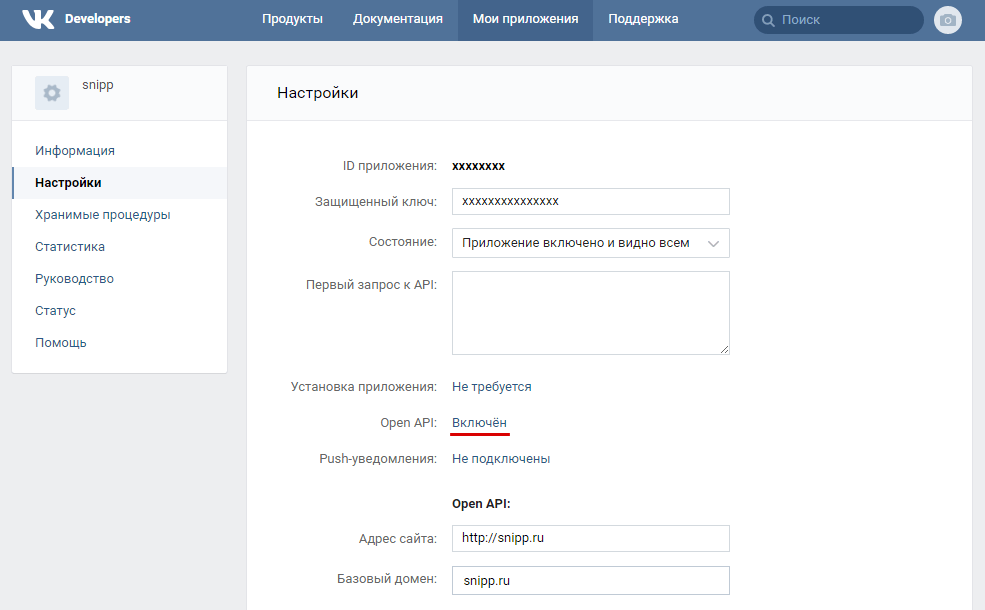 VK Developers Продукты Документация Мои приложения Поддержка Поиск
snipp
Информация
Настройки
Хранимые процедуры
Статистика
Руководство
Статус
Помощь
Настройки
ID приложения: xxxxxxxx
Защищенный ключ: xxxxxxxxxxxxxxx
Состояние: Приложение включено и видно всем
Первый запрос к API:
Установка приложения: Не требуется
Open API: Включён
Push-уведомления: Не подключены
Open API:
Адрес сайта: http://snipp.ru
Базовый домен: snipp.ru